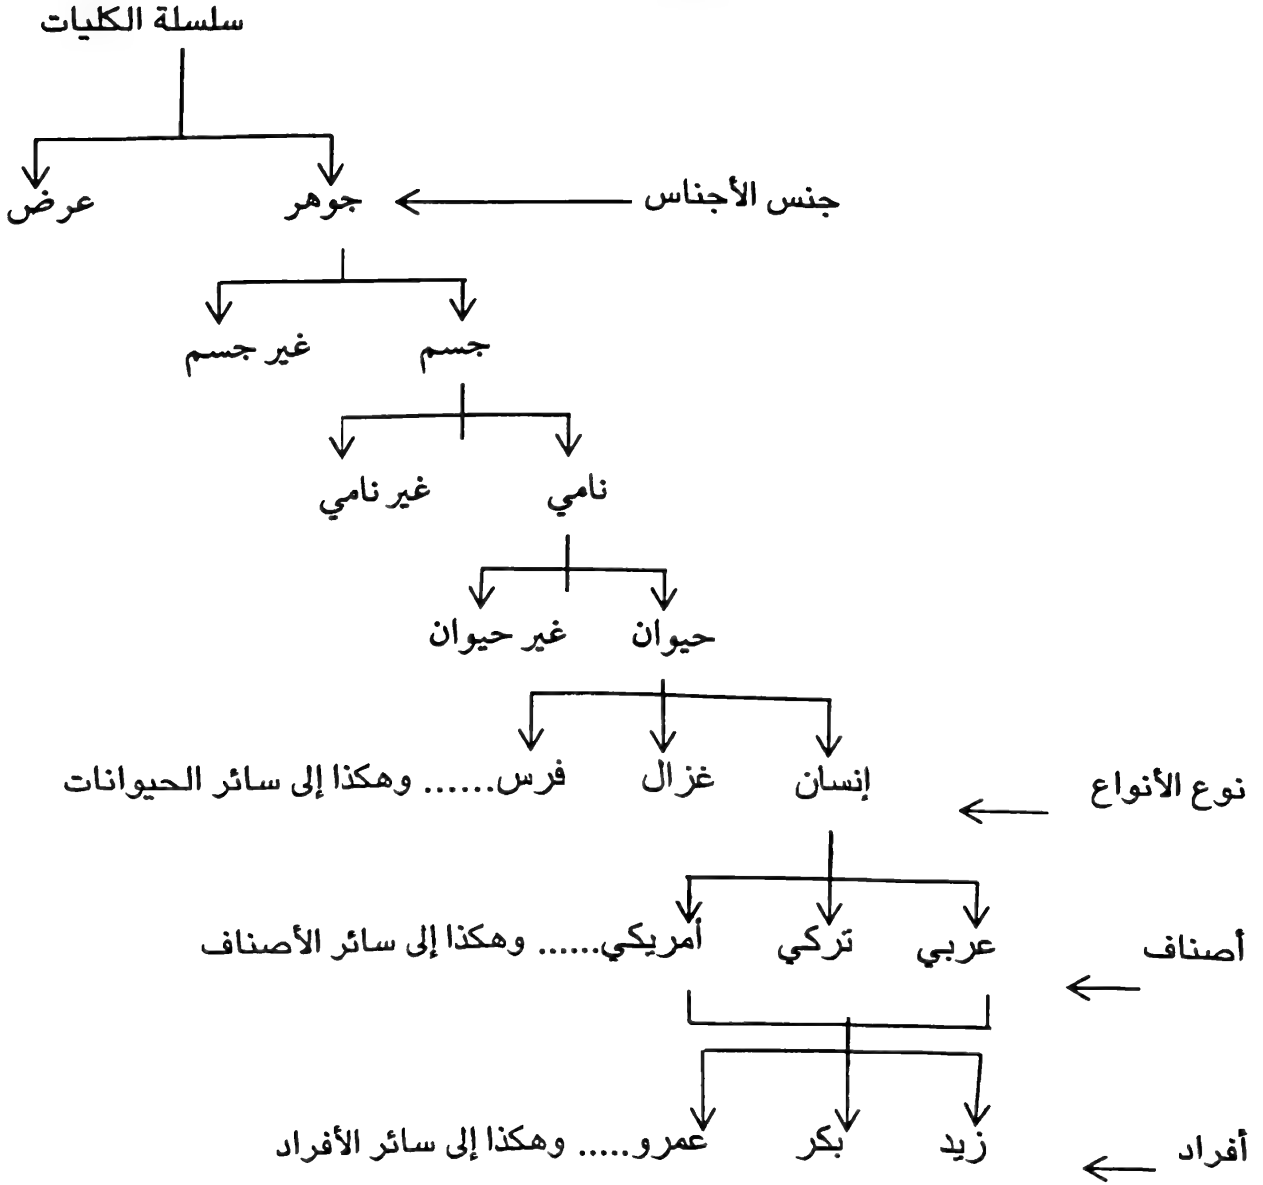 سلسلة الكليات
جنس الأجناس جوهر عرض
جسم غير جسم
نامي غير نامي
حيوان غير حيوان
نوع الأنواع إنسان غزال فرس...... وهكذا إلى سائر الحيوانات
أصناف عربي تركي أمريكي...... وهكذا إلى سائر الأصناف
أفراد زيد بكر عمرو..... وهكذا إلى سائر الأفراد